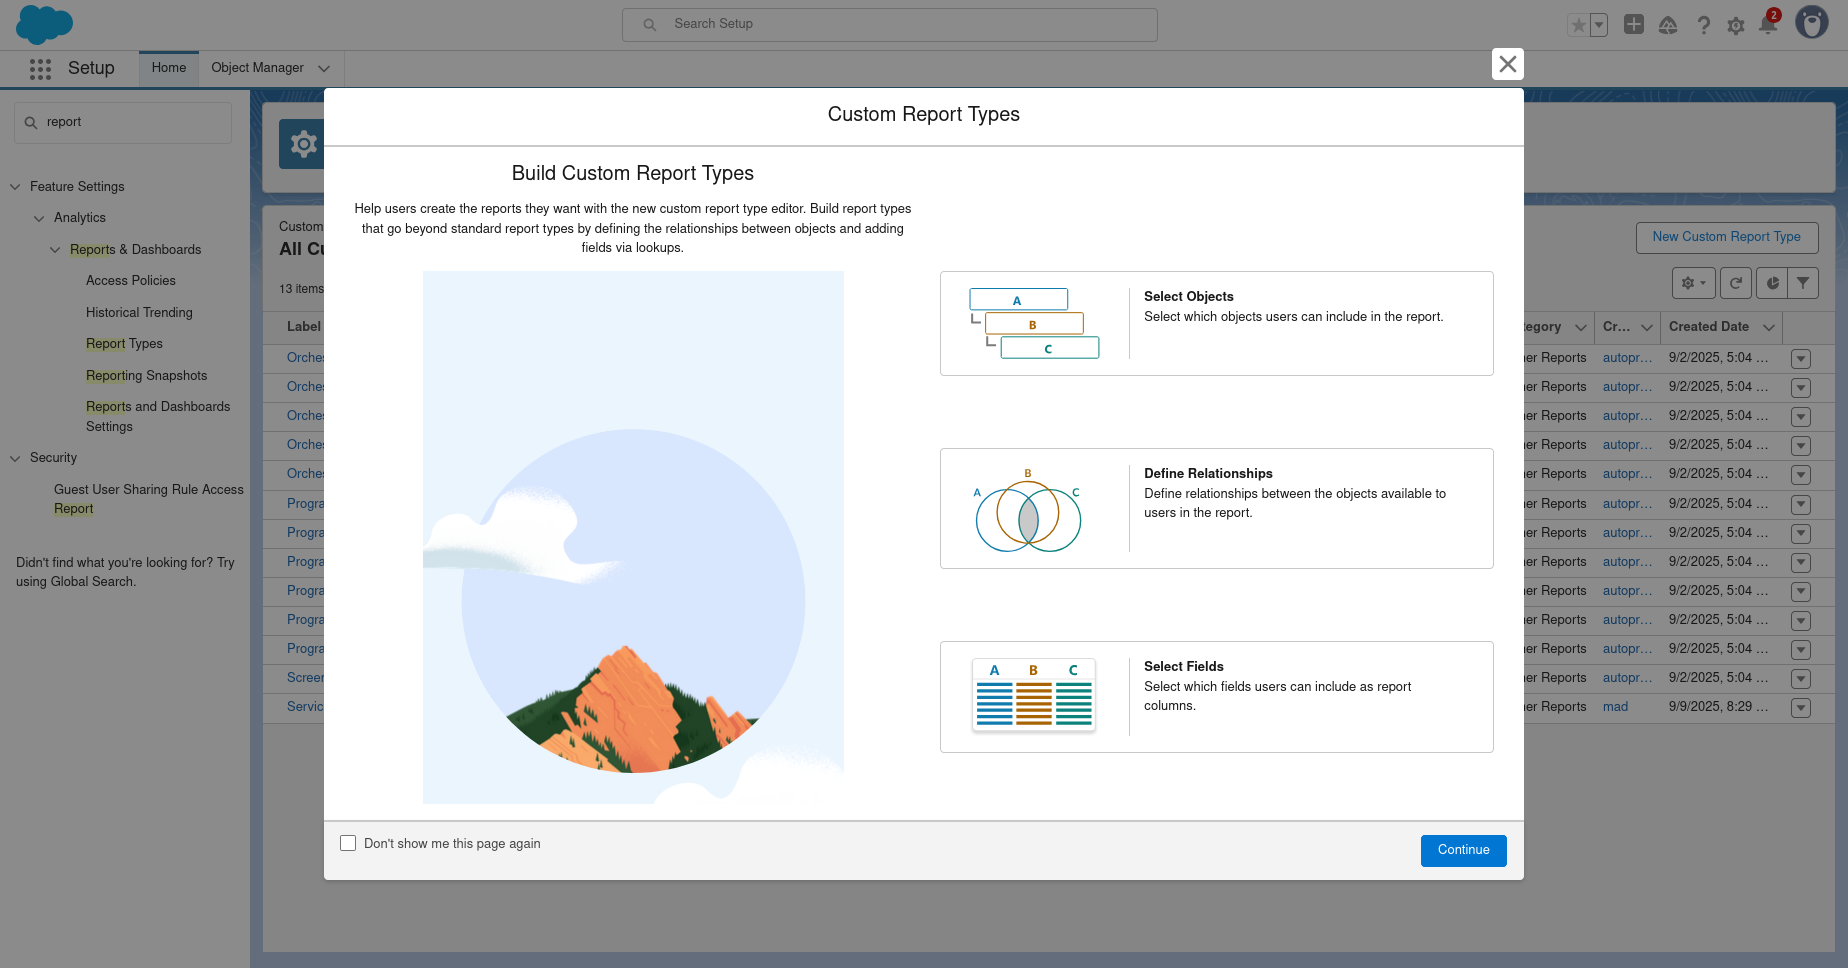 Search Setup
2
Setup
Home
Object Manager
report
Feature Settings
Analytics
Reports & Dashboards
Access Policies
Historical Trending
Report Types
Reporting Snapshots
Reports and Dashboards
Settings
Security
Guest User Sharing Rule Access
Report
Didn't find what you're looking for? Try
using Global Search.
Custom Report Types
Build Custom Report Types
Help users create the reports they want with the new custom report type editor. Build report types
that go beyond standard report types by defining the relationships between objects and adding
fields via lookups.
A
B
C
Select Objects
Select which objects users can include in the report.
A
B
C
Define Relationships
Define relationships between the objects available to
users in the report.
A B C
Select Fields
Select which fields users can include as report
columns.
Don't show me this page again
Continue
Custom
All Cu
13 items
New Custom Report Type
Label tegory Cr... Created Date
Orches er Reports autopr... 9/2/2025, 5:04 ...
Orches er Reports autopr... 9/2/2025, 5:04 ...
Orches er Reports autopr... 9/2/2025, 5:04 ...
Orches er Reports autopr... 9/2/2025, 5:04 ...
Orches er Reports autopr... 9/2/2025, 5:04 ...
Progra er Reports autopr... 9/2/2025, 5:04 ...
Progra er Reports autopr... 9/2/2025, 5:04 ...
Progra er Reports autopr... 9/2/2025, 5:04 ...
Progra er Reports autopr... 9/2/2025, 5:04 ...
Progra er Reports autopr... 9/2/2025, 5:04 ...
Progra er Reports autopr... 9/2/2025, 5:04 ...
Screen er Reports autopr... 9/2/2025, 5:04 ...
Servic er Reports mad 9/9/2025, 8:29 ...